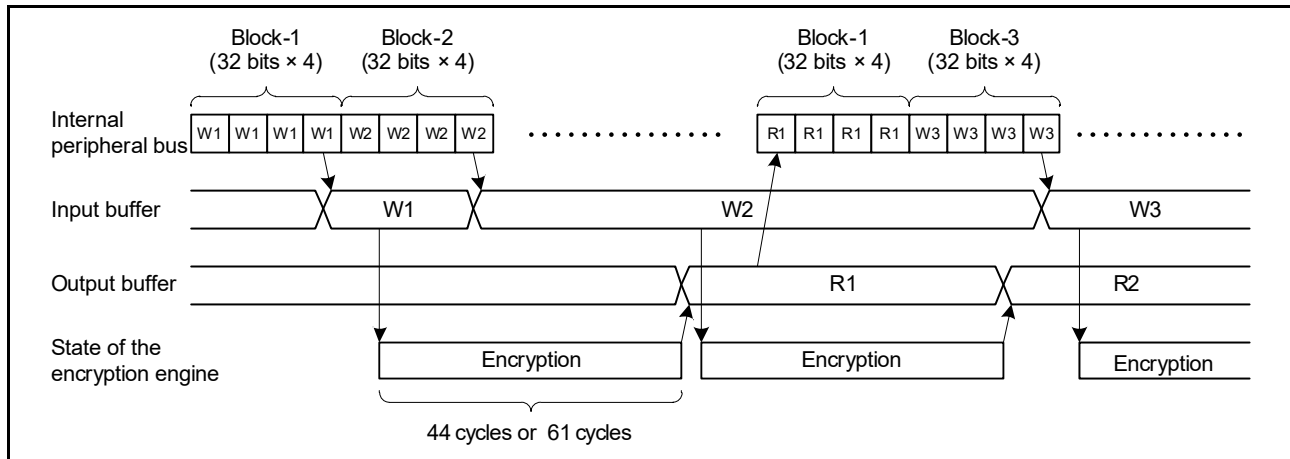 Block-1 Block-2 Block-1 Block-3
(32 bits × 4) (32 bits × 4) (32 bits × 4) (32 bits × 4)
Internal
peripheral bus
W1 W1 W1 W1 W2 W2 W2 W2 R1 R1 R1 R1 W3 W3 W3 W3
Input buffer W1 W2 W3
Output buffer R1 R2
State of the
encryption engine
Encryption Encryption Encryption
44 cycles or 61 cycles